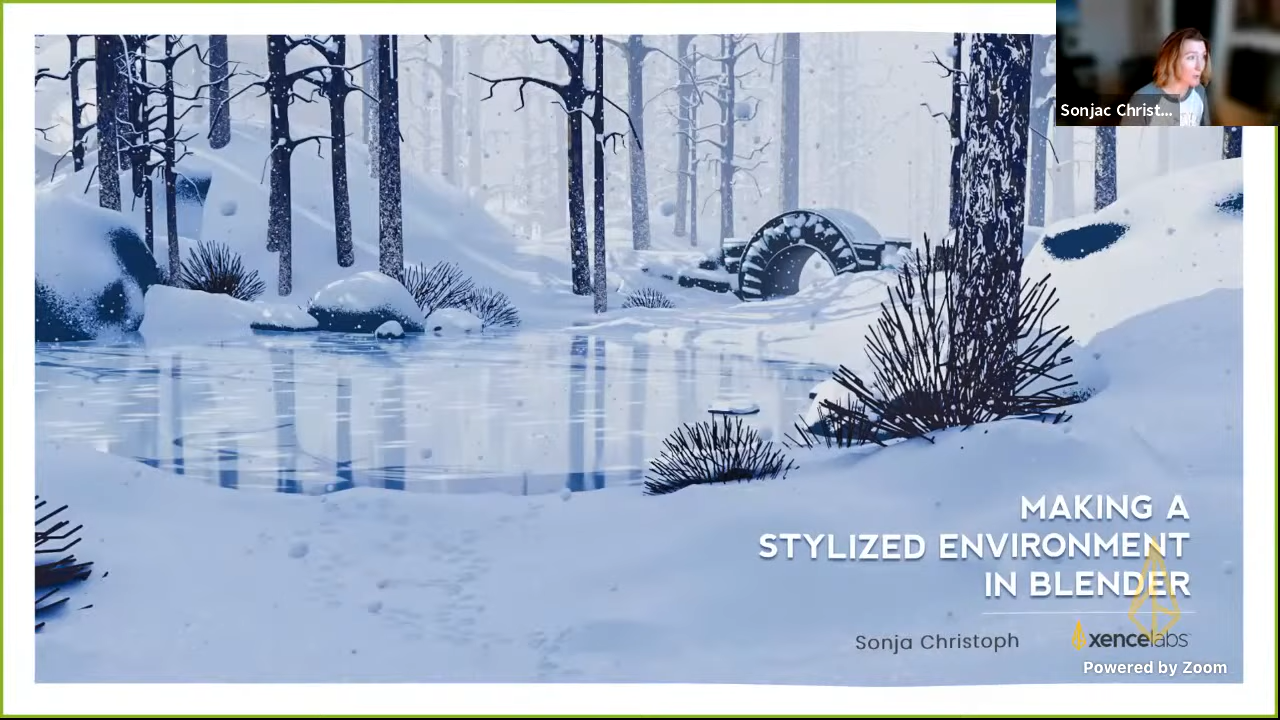 Sonjac Christ...
MAKING A
STYLIZED ENVIRONMENT
IN BLENDER
Sonja Christoph
xencelabs
Powered by Zoom